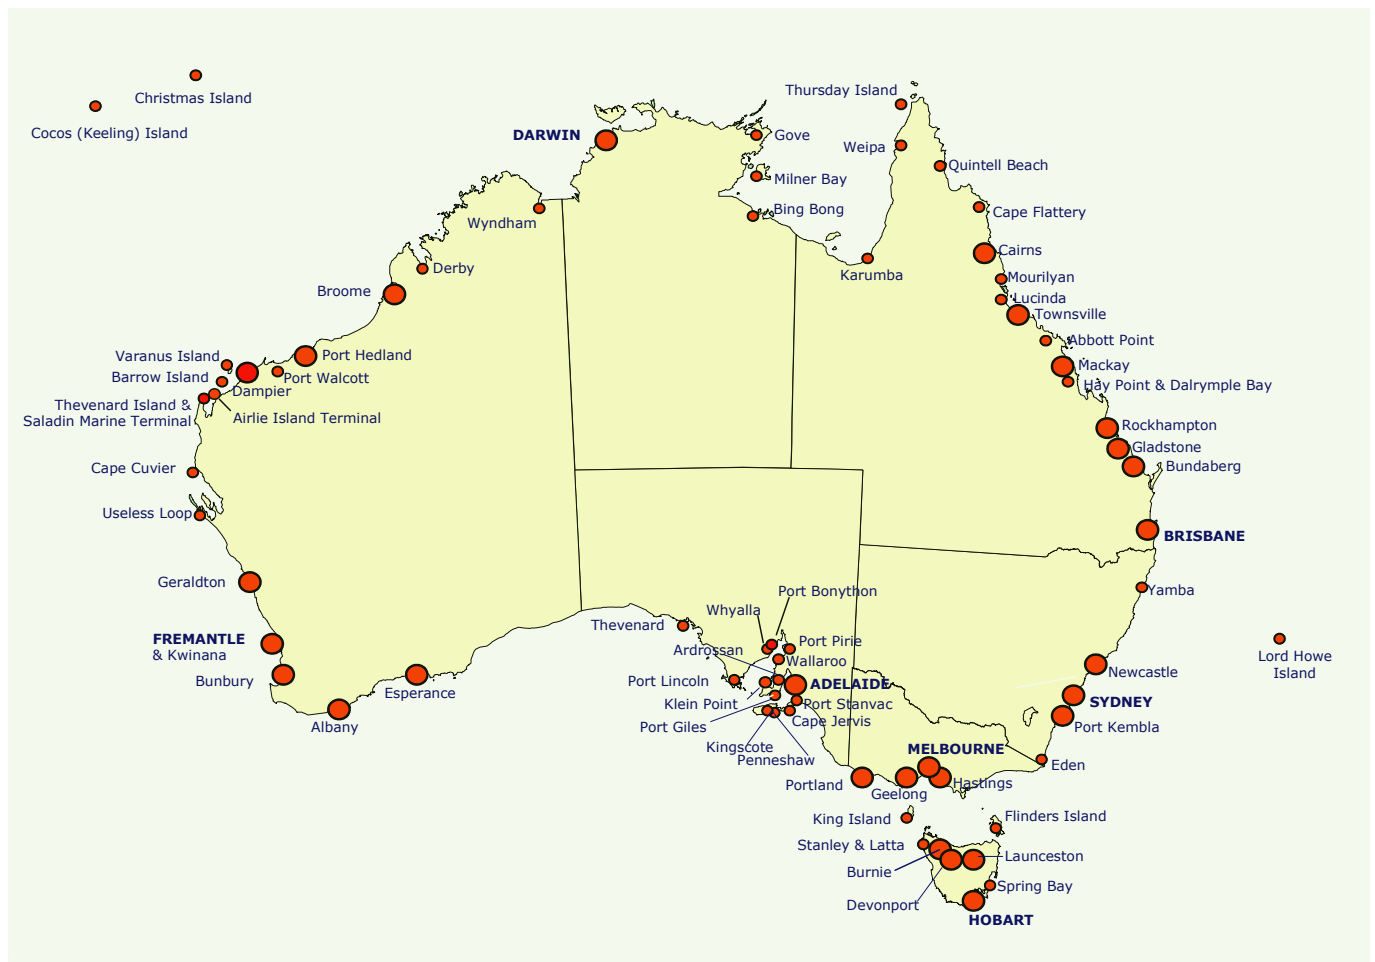 Christmas Island
Cocos (Keeling) Island
Thursday Island
DARWIN
Gove
Weipa
Quintell Beach
Milner Bay
Bing Bong
Cape Flattery
Wyndham
Cairns
Derby
Karumba
Mourilyan
Broome
Lucinda
Townsville
Abbott Point
Varanus Island
Port Hedland
Mackay
Barrow Island
Port Walcott
Hay Point & Dalrymple Bay
Dampier
Thevenard Island &
Saladin Marine Terminal
Airlie Island Terminal
Rockhampton
Gladstone
Cape Cuvier
Bundaberg
Useless Loop
BRISBANE
Geraldton
Port Bonython
Yamba
Whyalla
Thevenard
FREMANTLE
& Kwinana
Port Pirie
Ardrossan
Wallaroo
Lord Howe
Island
Newcastle
Bunbury
Port Lincoln
ADELAIDE
Esperance
Klein Point
Port Stanvac
SYDNEY
Albany
Port Giles
Cape Jervis
Port Kembla
Kingscote
MELBOURNE
Penneshaw
Eden
Portland
Hastings
Geelong
King Island
Flinders Island
Stanley & Latta
Launceston
Burnie
Spring Bay
Devonport
HOBART